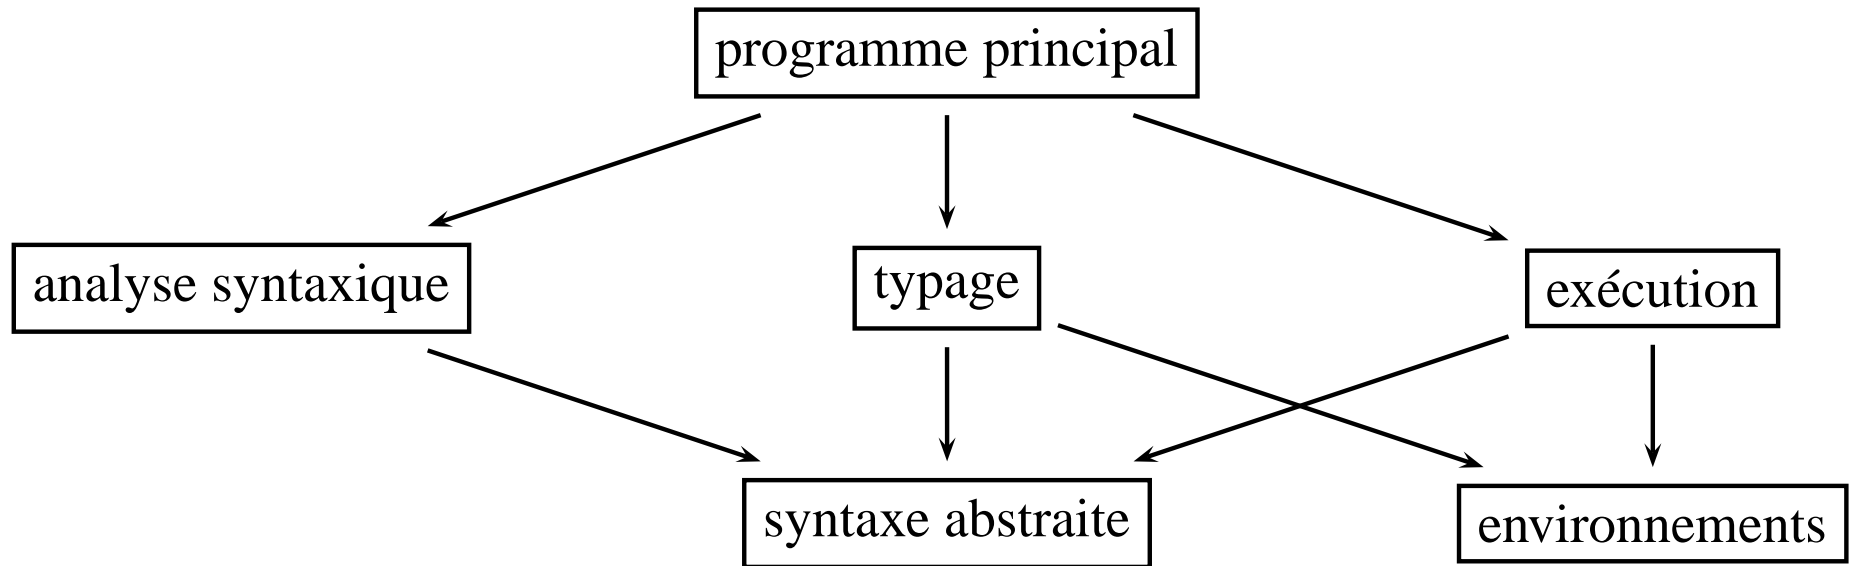 programme principal
analyse syntaxique
typage
exécution
syntaxe abstraite
environnements